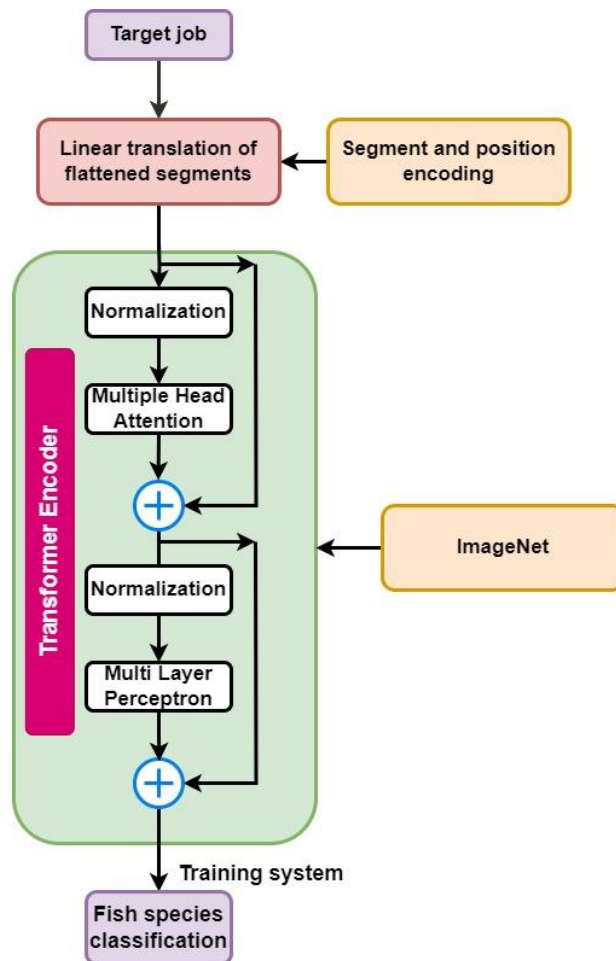 Target job
Linear translation of
flattened segments
Segment and position
encoding
Normalization
Multiple Head
Attention
Transformer Encoder
ImageNet
Normalization
Multi Layer
Perceptron
Training system
Fish species
classification